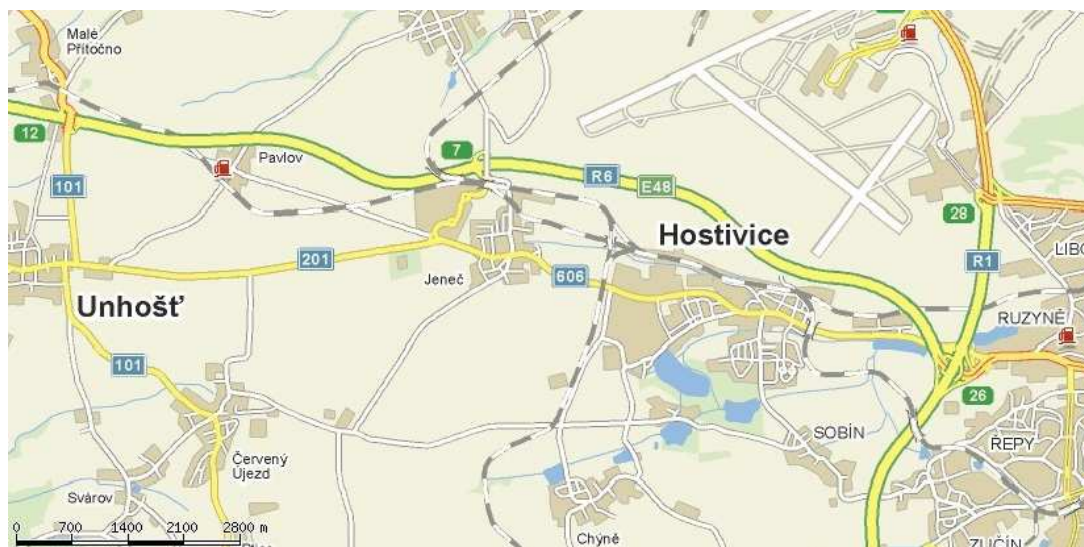 Malé
Přítočno
12
Pavlov
7
R6
E48
101
28
Hostivice
LIBO
201
R1
Jeneč
606
Unhošť
RUZYNĚ
101
26
SOBÍN
ŘEPY
Červený
Újezd
Svárov
0 700 1400 2100 2800 m
Chýně
ZLIČÍN